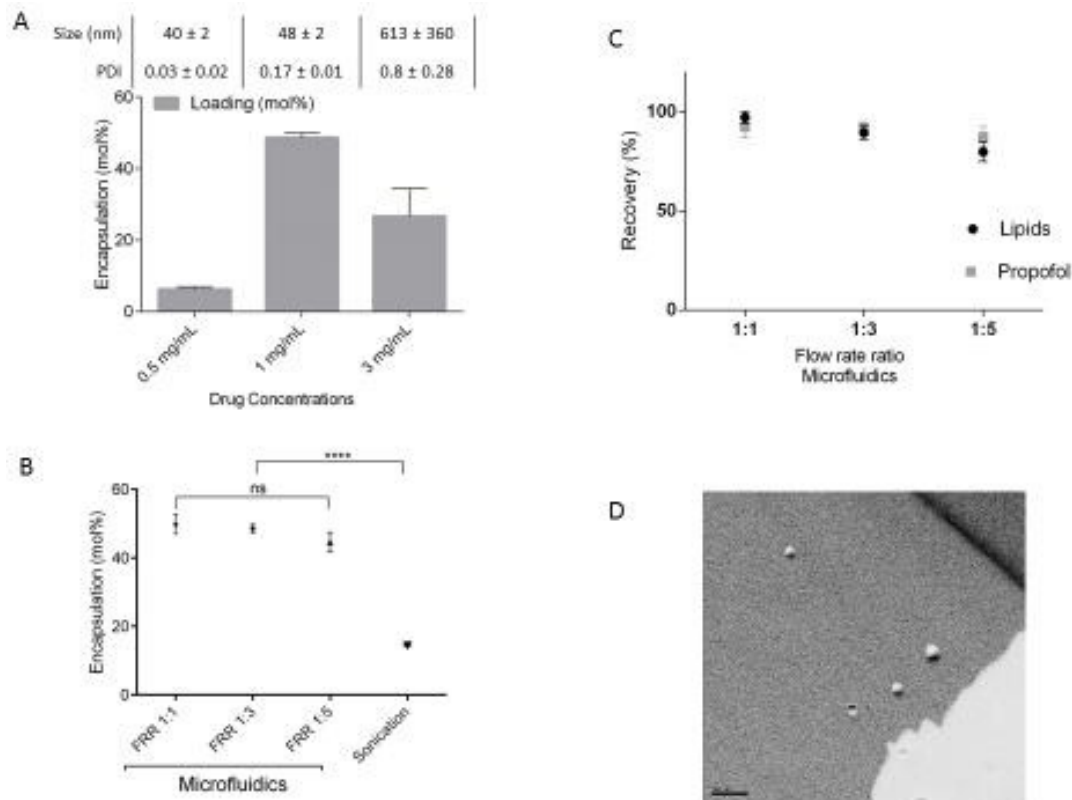 A
Size (nm) 40 ± 2 48 ± 2 613 ± 360
PDI 0.03 ± 0.02 0.17 ± 0.01 0.8 ± 0.28
Loading (mol%)
60
40
20
0
Encapsulation (mol%)
0.5 mg/mL 1 mg/mL 3 mg/mL
Drug Concentrations
B
****
ns
60
40
20
0
Encapsulation (mol%)
FRR 1:1 FRR 1:3 FRR 1:5 Sonication
Microfluidics
C
100
50
0
Recovery (%)
Lipids
Propofol
1:1 1:3 1:5
Flow rate ratio
Microfluidics
D